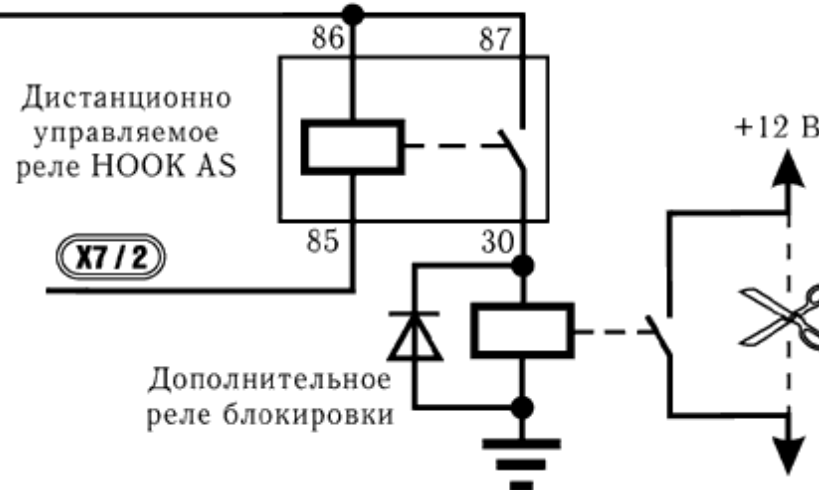 86
87
Дистанционно
управляемое
реле HOOK AS
+12 В
85
30
X7 / 2
Дополнительное
реле блокировки